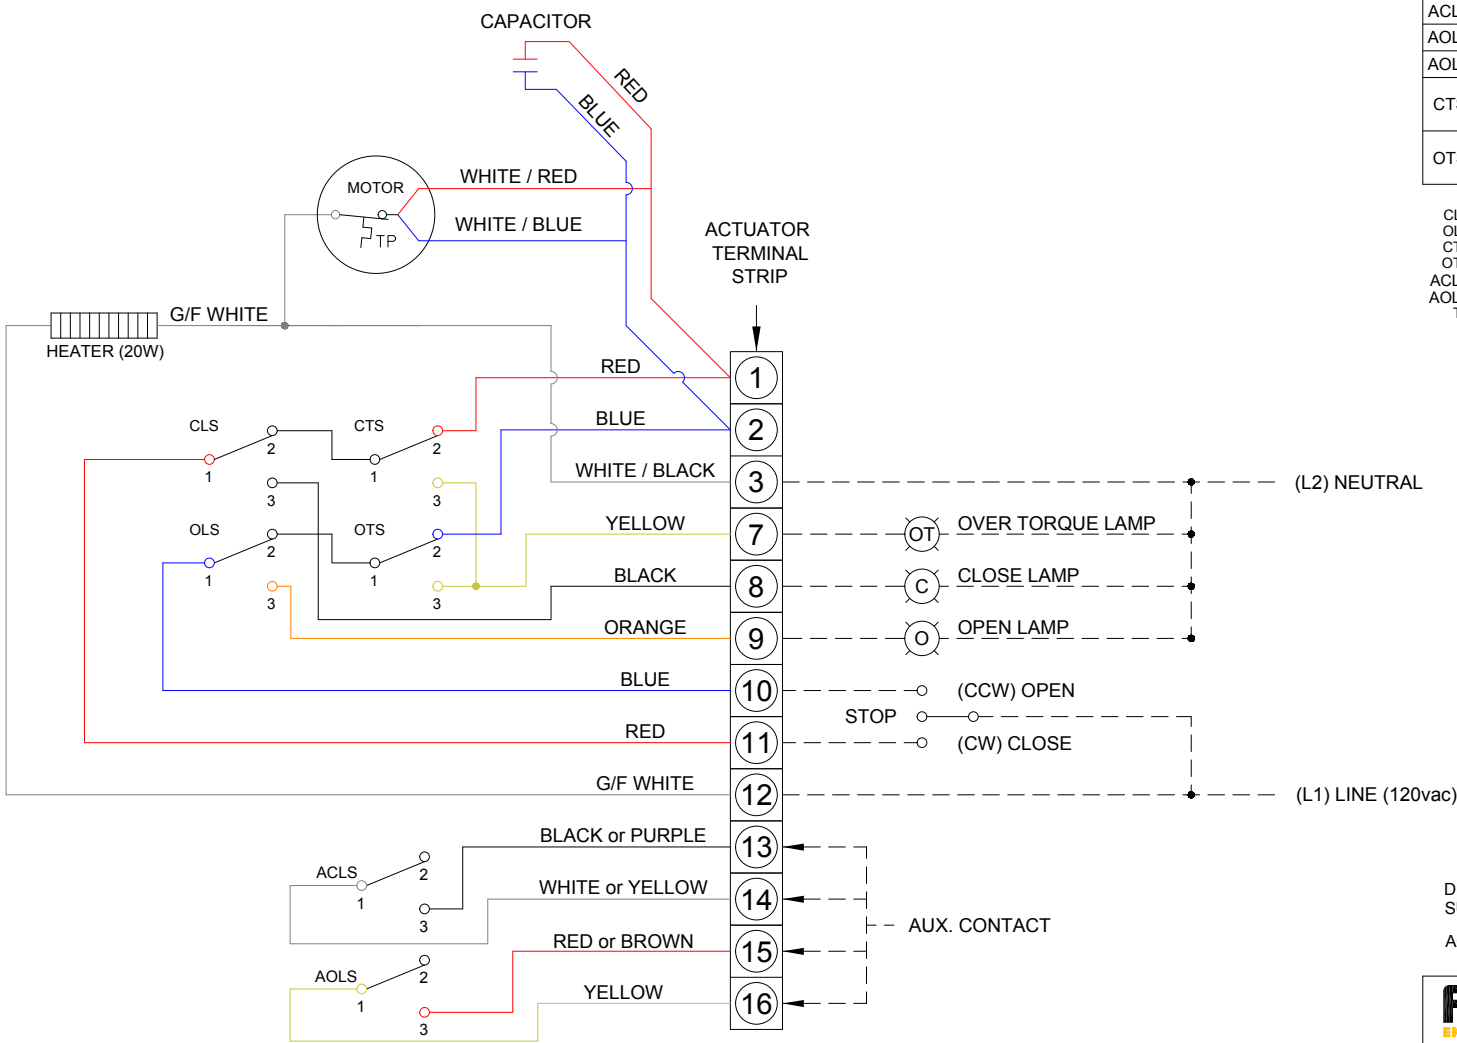 CAPACITOR
RED
BLUE
MOTOR
TP
WHITE / RED
WHITE / BLUE
ACTUATOR
TERMINAL
STRIP
G/F WHITE
HEATER (20W)
RED
1
BLUE
2
WHITE / BLACK
3
(L2) NEUTRAL
YELLOW
7
OT
OVER TORQUE LAMP
BLACK
8
C
CLOSE LAMP
ORANGE
9
O
OPEN LAMP
BLUE
10
(CCW) OPEN
STOP
RED
11
(CW) CLOSE
G/F WHITE
12
(L1) LINE (120vac)
BLACK or PURPLE
13
WHITE or YELLOW
14
AUX. CONTACT
RED or BROWN
15
YELLOW
16
CLS
1
2
3
CTS
1
2
3
OLS
1
2
3
OTS
1
2
3
ACLS
1
2
3
AOLS
1
2
3